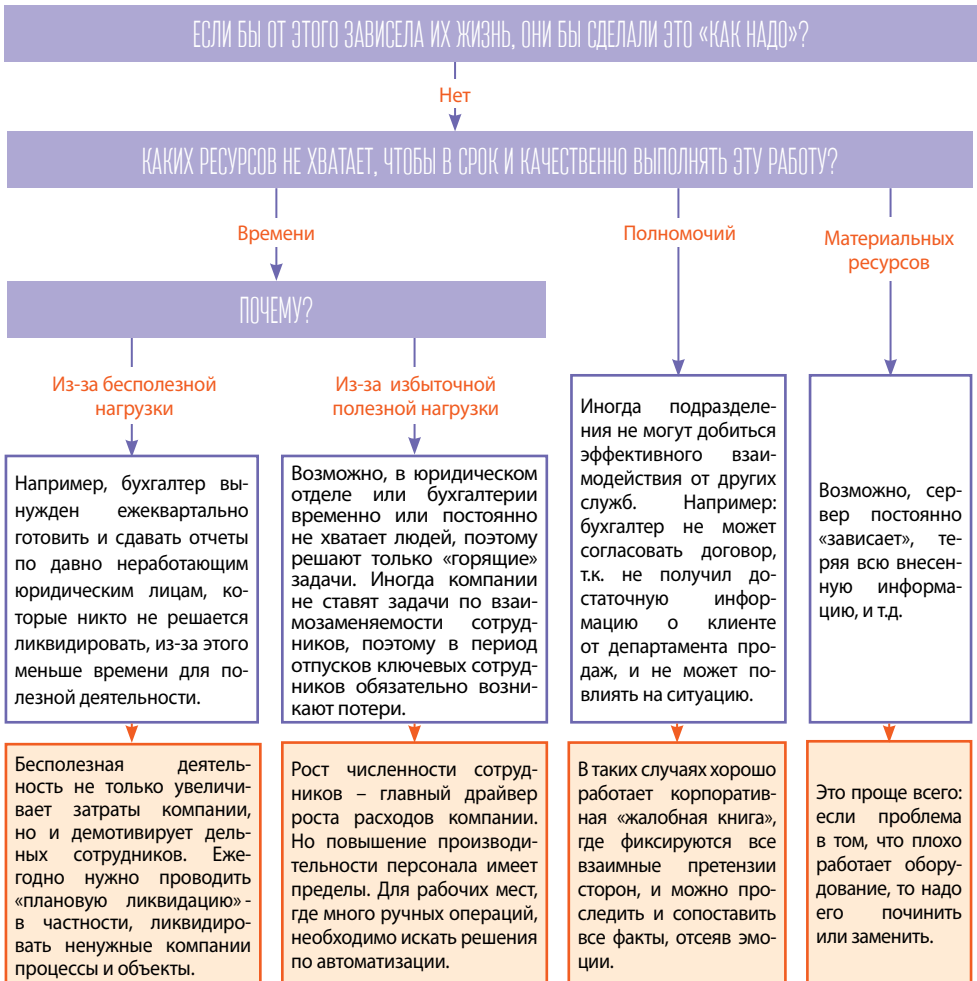 ЕСЛИ БЫ ОТ ЭТОГО ЗАВИСЕЛА ИХ ЖИЗНЬ, ОНИ БЫ СДЕЛАЛИ ЭТО «КАК НАДО»?
Нет
КАКИХ РЕСУРСОВ НЕ ХВАТАЕТ, ЧТОБЫ В СРОК И КАЧЕСТВЕННО ВЫПОЛНЯТЬ ЭТУ РАБОТУ?
Времени
Полномочий
Материальных
ресурсов
ПОЧЕМУ?
Из-за бесполезной
нагрузки
Из-за избыточной
полезной нагрузки
Например, бухгалтер вы-
нужден ежеквартально
готовить и сдавать отчеты
по давно неработающим
юридическим лицам, ко-
торые никто не решается
ликвидировать, из-за этого
меньше времени для по-
лезной деятельности.
Возможно, в юридическом
отделе или бухгалтерии
временно или постоянно
не хватает людей, поэтому
решают только «горящие»
задачи. Иногда компании
не ставят задачи по взаи-
мозаменяемости сотруд-
ников, поэтому в период
отпусков ключевых сотруд-
ников обязательно возни-
кают потери.
Иногда подразделе-
ния не могут добиться
эффективного взаи-
модействия от других
служб. Например:
бухгалтер не может
согласовать договор,
т.к. не получил до-
статочную инфор-
мацию о клиенте
от департамента про-
даж, и не может по-
влиять на ситуацию.
Возможно, сер-
вер постоянно
«зависает», те-
ряя всю внесен-
ную информа-
цию, и т.д.
Бесполезная деятель-
ность не только увеличи-
вает затраты компании,
но и демотивирует дель-
ных сотрудников. Еже-
годно нужно проводить
«плановую ликвидацию» -
в частности, ликвидиро-
вать ненужные компании
процессы и объекты.
Рост численности сотруд-
ников – главный драйвер
роста расходов компании.
Но повышение производи-
тельности персонала имеет
пределы. Для рабочих мест,
где много ручных операций,
необходимо искать решения
по автоматизации.
В таких случаях хорошо
работает корпоратив-
ная «жалобная книга»,
где фиксируются все
взаимные претензии
сторон, и можно про-
следить и сопоставить
все факты, отсеяв эмо-
ции.
Это проще всего:
если проблема
в том, что плохо
работает обору-
дование, то надо
его починить
или заменить.